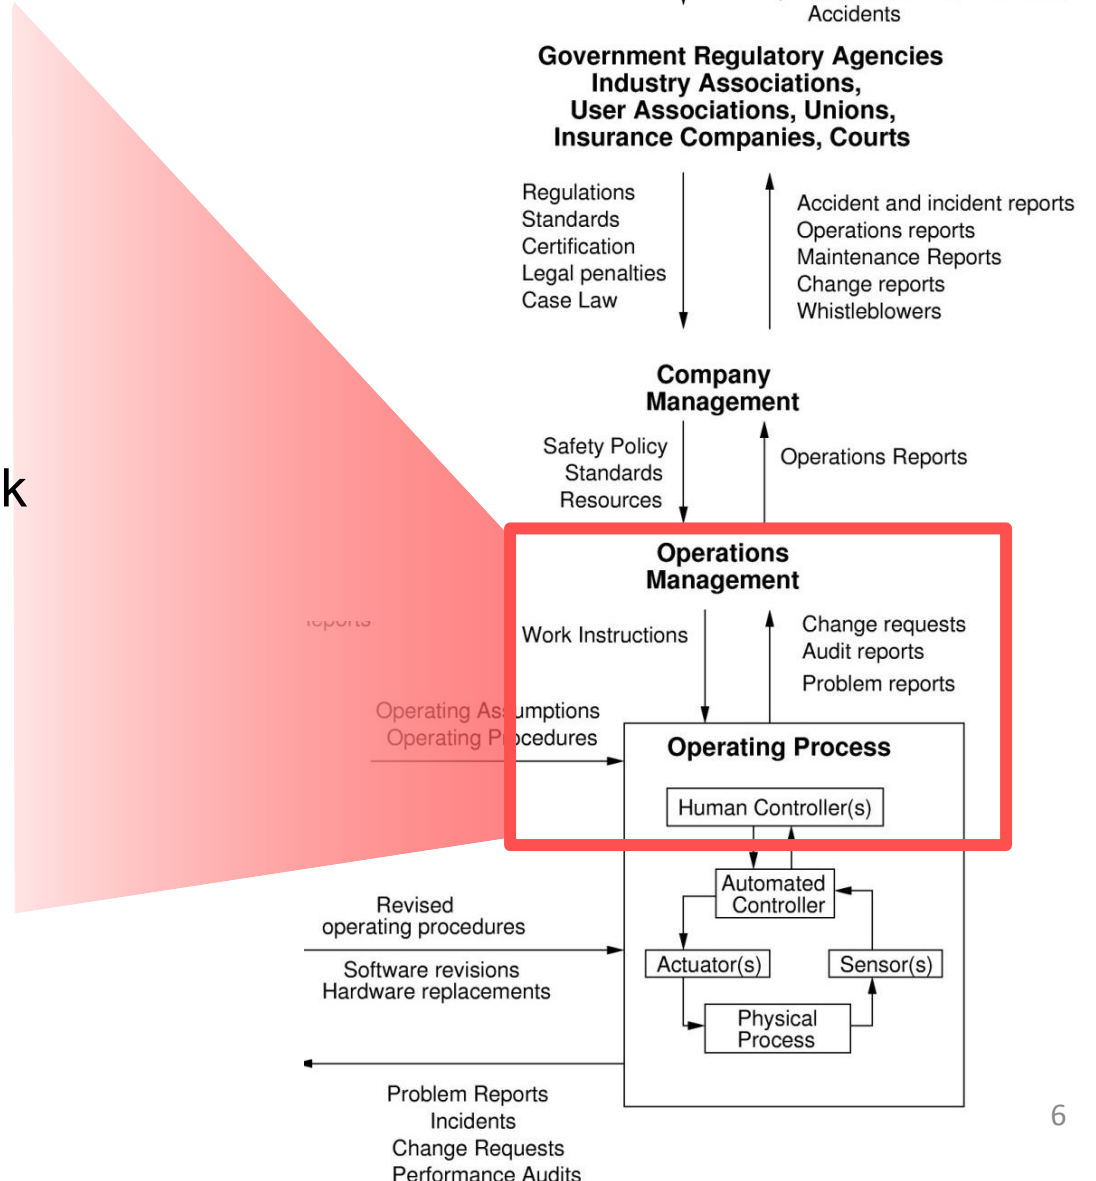 Accidents
Government Regulatory Agencies
Industry Associations,
User Associations, Unions,
Insurance Companies, Courts
Regulations
Standards
Certification
Legal penalties
Case Law
Accident and incident reports
Operations reports
Maintenance Reports
Change reports
Whistleblowers
Company
Management
Safety Policy
Standards
Resources
Operations Reports
k
Operations
Management
reports
Work Instructions
Change requests
Audit reports
Problem reports
Operating Assumptions
Operating Procedures
Operating Process
Human Controller(s)
Automated
Controller
Revised
operating procedures
Software revisions
Hardware replacements
Actuator(s)
Sensor(s)
Physical
Process
Problem Reports
Incidents
Change Requests
Performance Audits
6